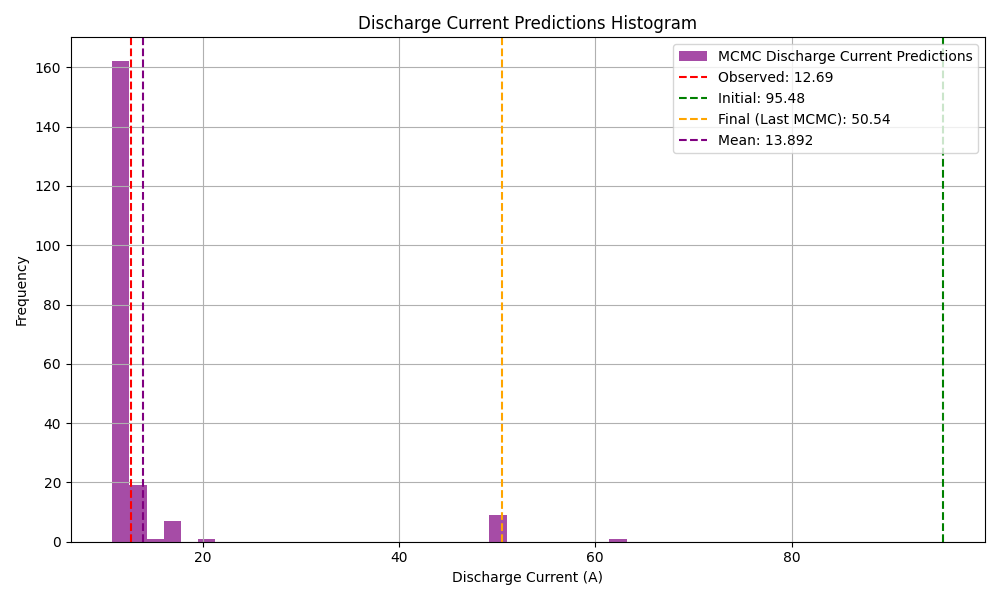 Discharge Current Predictions Histogram
MCMC Discharge Current Predictions
Observed: 12.69
Initial: 95.48
Final (Last MCMC): 50.54
Mean: 13.892
Frequency
160
140
120
100
80
60
40
20
0
20 40 60 80
Discharge Current (A)